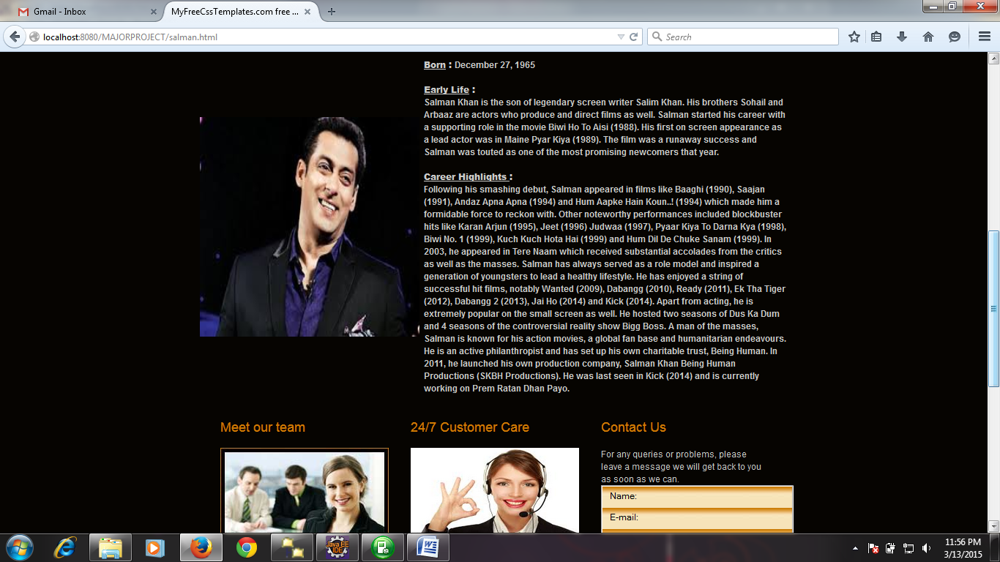 Gmail - Inbox
MyFreeCssTemplates.com free ...
localhost:8080/MAJORPROJECT/salman.html
Search
Born : December 27, 1965
Early Life :
Salman Khan is the son of legendary screen writer Salim Khan. His brothers Sohail and
Arbaaz are actors who produce and direct films as well. Salman started his career with
a supporting role in the movie Biwi Ho To Aisi (1988). His first on screen appearance as
a lead actor was in Maine Pyar Kiya (1989). The film was a runaway success and
Salman was touted as one of the most promising newcomers that year.
Career Highlights :
Following his smashing debut, Salman appeared in films like Baaghi (1990), Saajan
(1991), Andaz Apna Apna (1994) and Hum Aapke Hain Koun..! (1994) which made him a
formidable force to reckon with. Other noteworthy performances included blockbuster
hits like Karan Arjun (1995), Jeet (1996) Judwaa (1997), Pyaar Kiya To Darna Kya (1998),
Biwi No. 1 (1999), Kuch Kuch Hota Hai (1999) and Hum Dil De Chuke Sanam (1999). In
2003, he appeared in Tere Naam which received substantial accolades from the critics
as well as the masses. Salman has always served as a role model and inspired a
generation of youngsters to lead a healthy lifestyle. He has enjoyed a string of
successful hit films, notably Wanted (2009), Dabangg (2010), Ready (2011), Ek Tha Tiger
(2012), Dabangg 2 (2013), Jai Ho (2014) and Kick (2014). Apart from acting, he is
extremely popular on the small screen as well. He hosted two seasons of Dus Ka Dum
and 4 seasons of the controversial reality show Bigg Boss. A man of the masses,
Salman is known for his action movies, a global fan base and humanitarian endeavours.
He is an active philanthropist and has set up his own charitable trust, Being Human. In
2011, he launched his own production company, Salman Khan Being Human
Productions (SKBH Productions). He was last seen in Kick (2014) and is currently
working on Prem Ratan Dhan Payo.
Meet our team
24/7 Customer Care
Contact Us
For any queries or problems, please
leave a message we will get back to you
as soon as we can.
Name:
E-mail:
Java EE
IDE
11:56 PM
3/13/2015